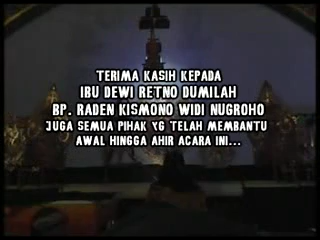 TERIMA KASIH KEPADA
IBU DEWI RETNO DUMILAH
BP. RADEN KISMONO WIDI NUGROHO
JUGA SEMUA PIHAK YG TELAH MEMBANTU
AWAL HINGGA AHIR ACARA INI...